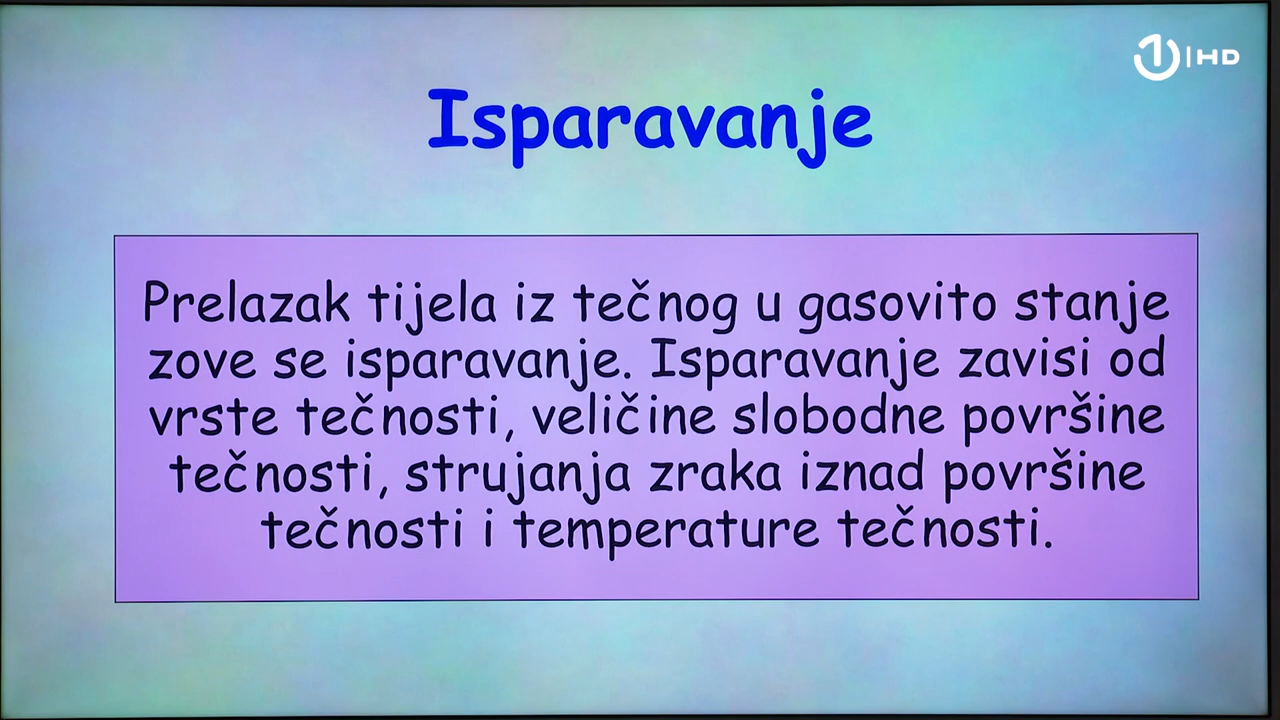 1|HD
Isparavanje
Prelazak tijela iz tečnog u gasovito stanje
zove se isparavanje. Isparavanje zavisi od
vrste tečnosti, veličine slobodne površine
tečnosti, strujanja zraka iznad površine
tečnosti i temperature tečnosti.